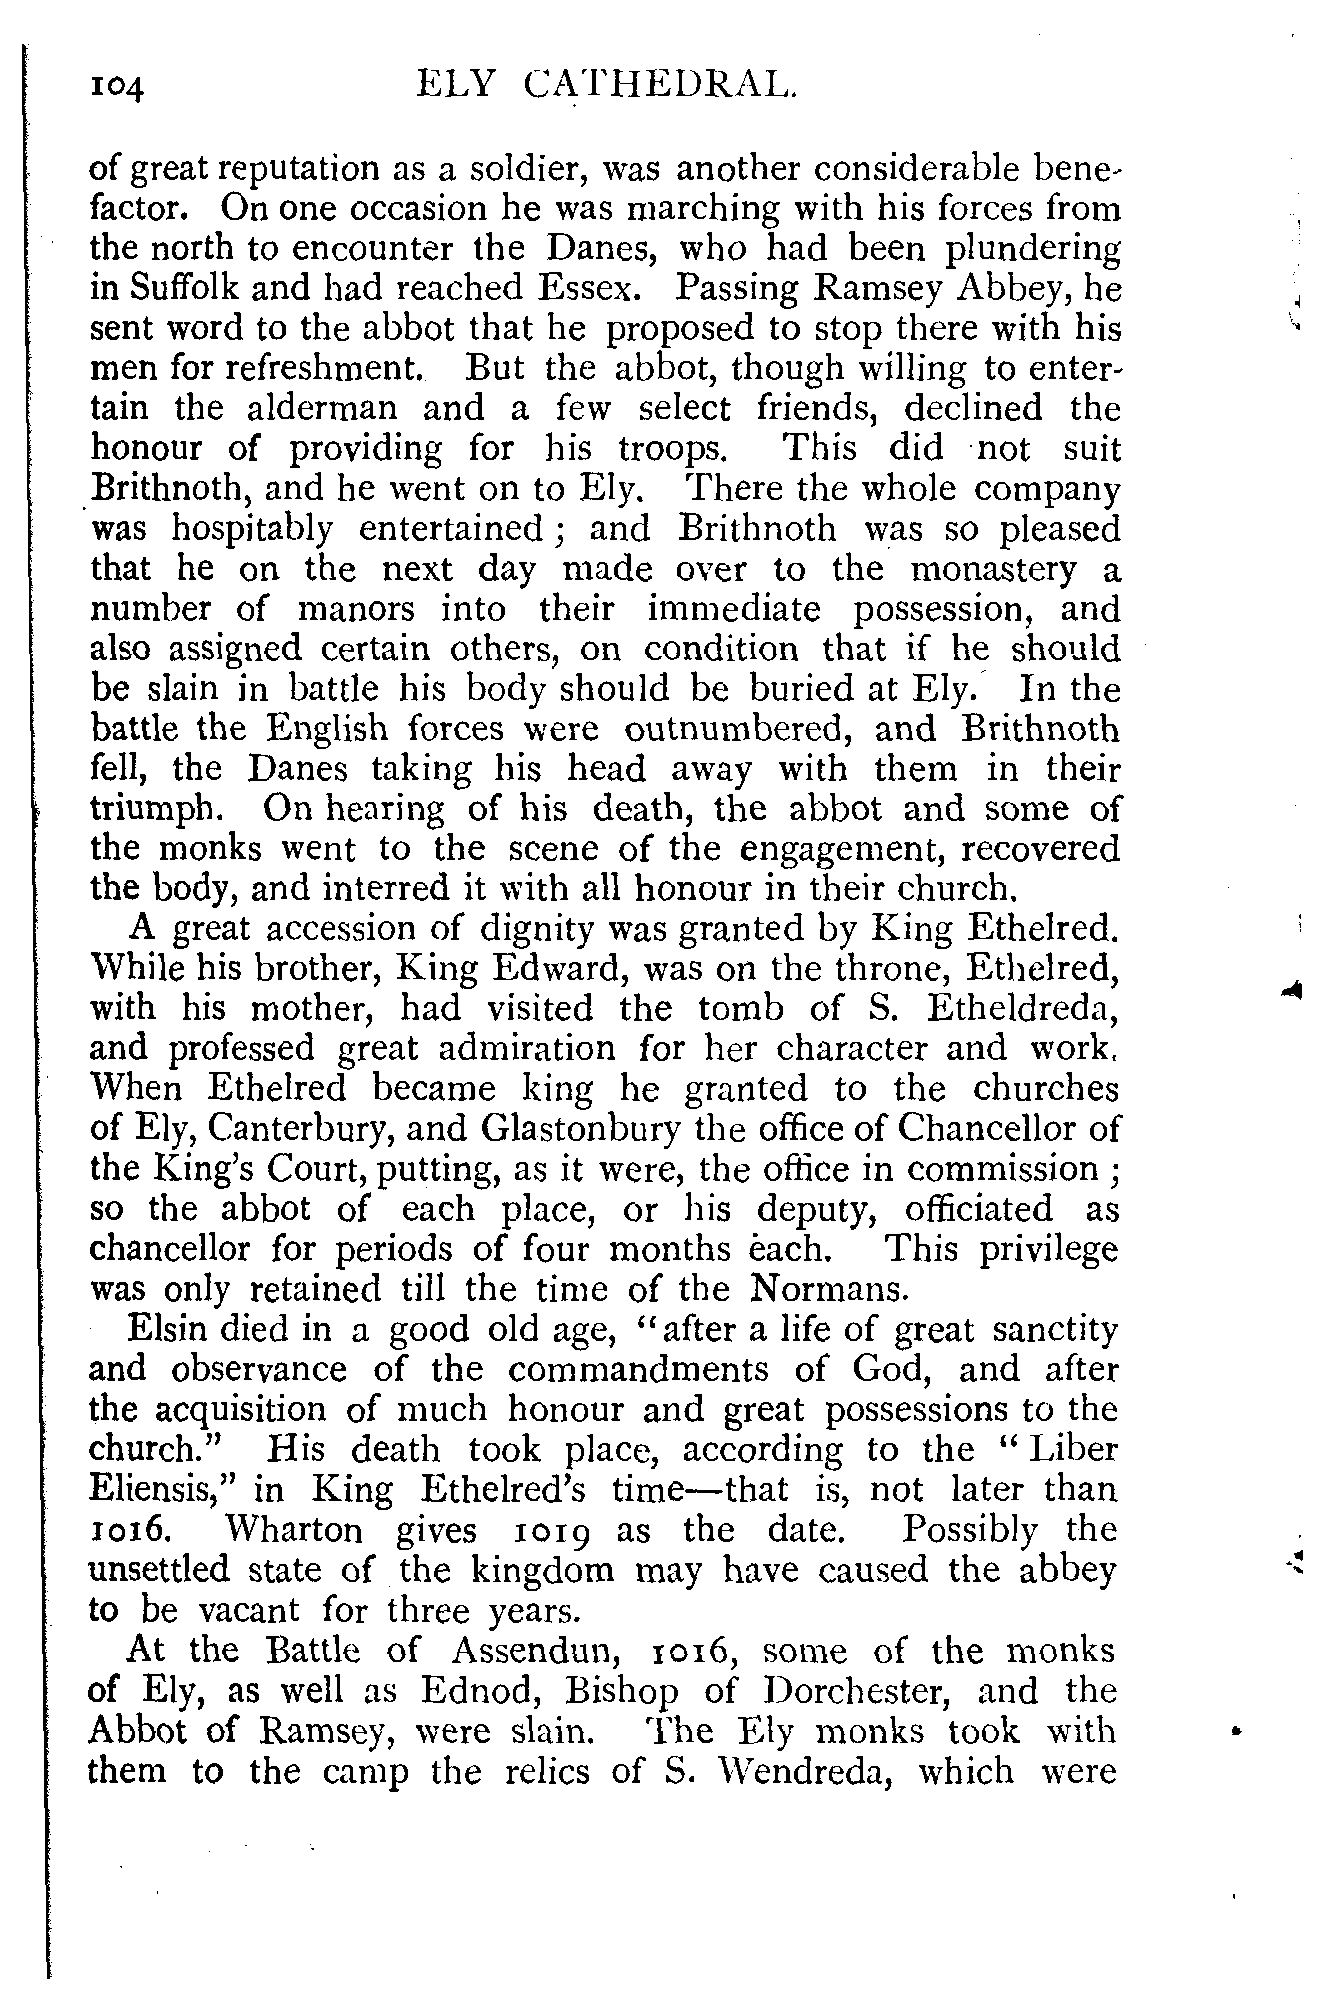 104 ELY CATHEDRAL.
of great reputation as a soldier, was another considerable bene-
factor. On one occasion he was marching with his forces from
the north to encounter the Danes, who had been plundering
in Suffolk and had reached Essex. Passing Ramsey Abbey, he
sent word to the abbot that he proposed to stop there with his
men for refreshment. But the abbot, though willing to enter-
tain the alderman and a few select friends, declined the
honour of providing for his troops. This did not suit
Brithnoth, and he went on to Ely. There the whole company
was hospitably entertained ; and Brithnoth was so pleased
that he on the next day made over to the monastery a
number of manors into their immediate possession, and
also assigned certain others, on condition that if he should
be slain in battle his body should be buried at Ely. In the
battle the English forces were outnumbered, and Brithnoth
fell, the Danes taking his head away with them in their
triumph. On hearing of his death, the abbot and some of
the monks went to the scene of the engagement, recovered
the body, and interred it with all honour in their church.
A great accession of dignity was granted by King Ethelred.
While his brother, King Edward, was on the throne, Ethelred,
with his mother, had visited the tomb of S. Etheldreda,
and professed great admiration for her character and work.
When Ethelred became king he granted to the churches
of Ely, Canterbury, and Glastonbury the office of Chancellor of
the King's Court, putting, as it were, the office in commission ;
so the abbot of each place, or his deputy, officiated as
chancellor for periods of four months each. This privilege
was only retained till the time of the Normans.
Elsin died in a good old age, "after a life of great sanctity
and observance of the commandments of God, and after
the acquisition of much honour and great possessions to the
church." His death took place, according to the "Liber
Eliensis," in King Ethelred's time—that is, not later than
1016. Wharton gives 1019 as the date. Possibly the
unsettled state of the kingdom may have caused the abbey
to be vacant for three years.
At the Battle of Assendun, 1016, some of the monks
of Ely, as well as Ednod, Bishop of Dorchester, and the
Abbot of Ramsey, were slain. The Ely monks took with
them to the camp the relics of S. Wendreda, which were